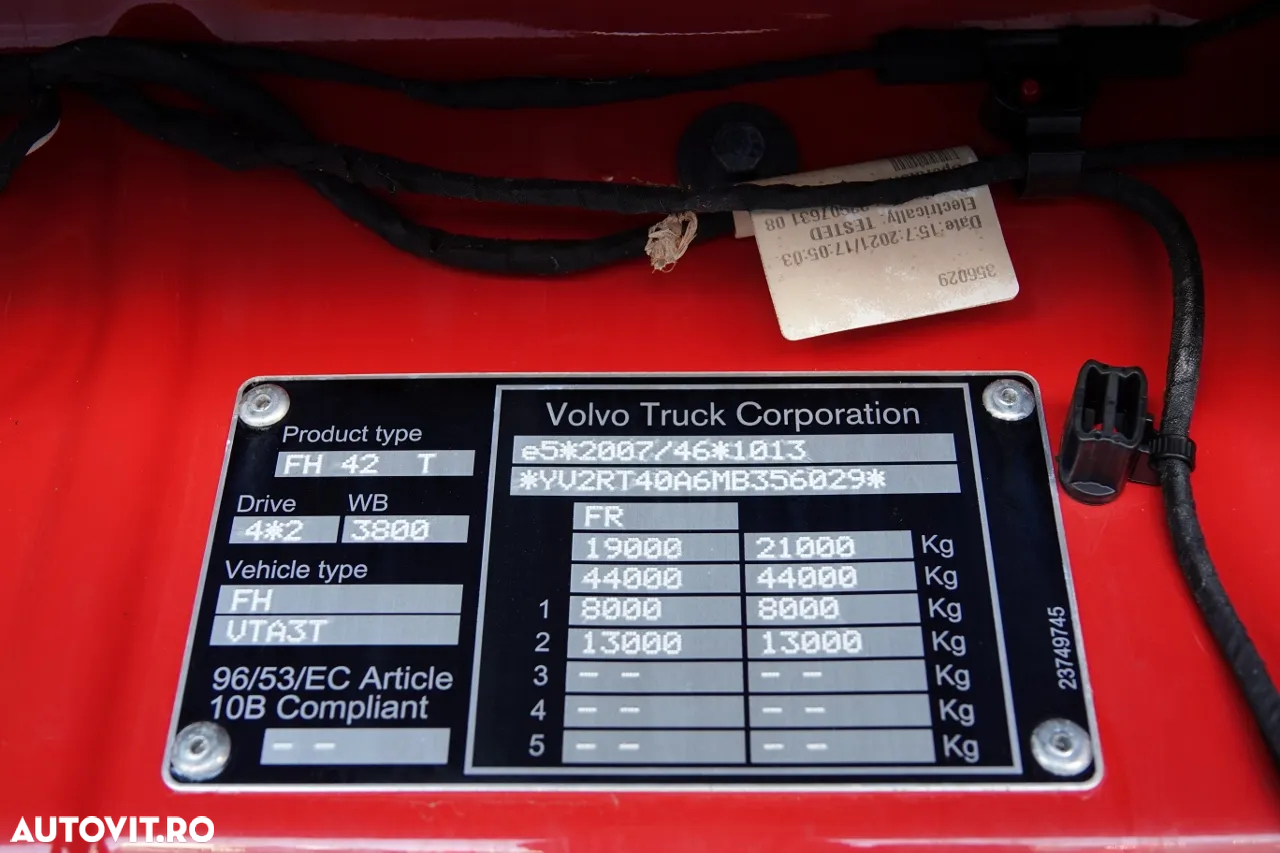 Date:15:7:2021/17:05:03
Electrically: TESTED
356029
Product type
FH 42 T
Drive WB
4*2 3800
Vehicle type
FH
VTA3T
96/53/EC Article
10B Compliant
- -
Volvo Truck Corporation
e5*2007/46*1013
*YV2RT40A6MB356029*
FR
19000 21000 Kg
44000 44000 Kg
1 8000 8000 Kg
2 13000 13000 Kg
3 - - - - Kg
4 - - - - Kg
5 - - - - Kg
23749745
AUTOVIT.RO